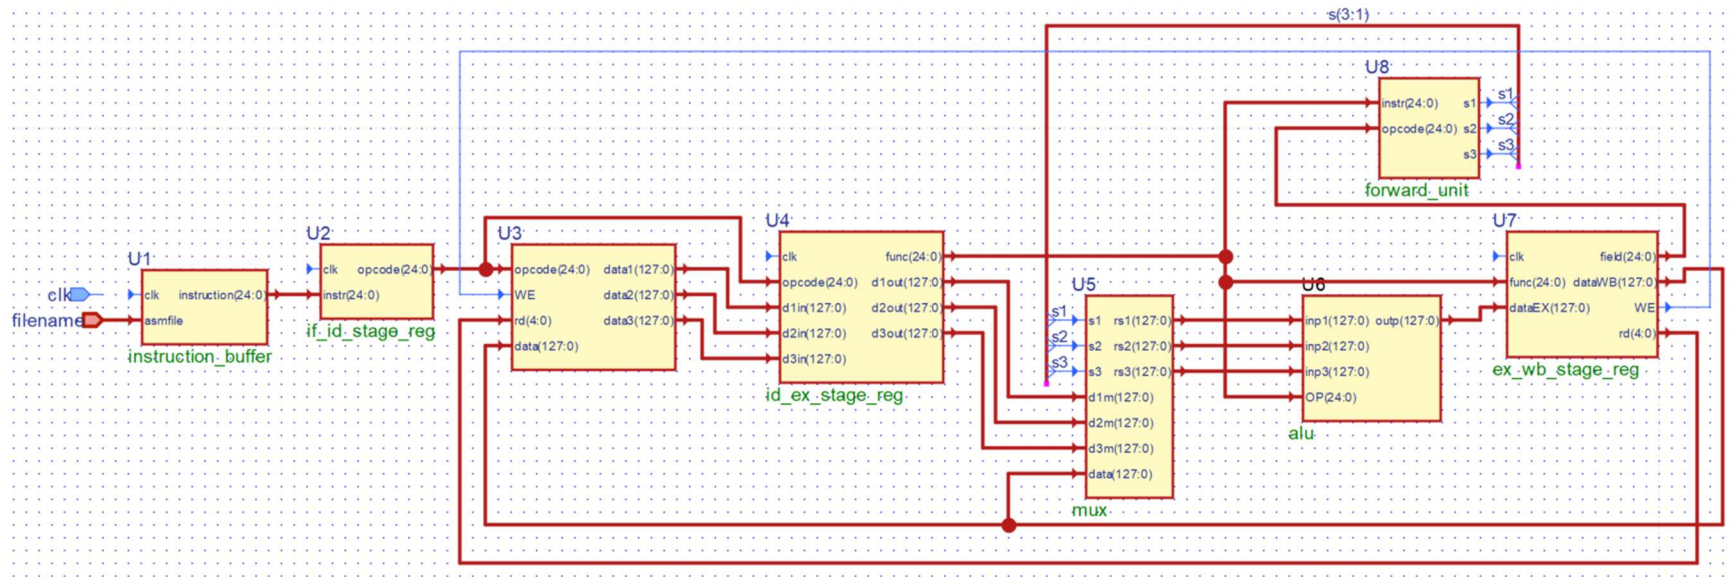 s(3:1)
U8
instr(24:0) s1 s1
opcode(24:0) s2 s2
s3 s3
forward_unit
clk
filename
U1
clk instruction(24:0)
asmfile
instruction_buffer
U2
clk opcode(24:0)
instr(24:0)
if_id_stage_reg
U3
opcode(24:0) data1(127:0)
WE data2(127:0)
rd(4:0) data3(127:0)
data(127:0)
U4
clk func(24:0)
opcode(24:0) d1out(127:0)
d1in(127:0) d2out(127:0)
d2in(127:0) d3out(127:0)
d3in(127:0)
id_ex_stage_reg
U5
s1 s1 rs1(127:0)
s2 s2 rs2(127:0)
s3 s3 rs3(127:0)
d1m(127:0)
d2m(127:0)
d3m(127:0)
data(127:0)
mux
U6
inp1(127:0) outp(127:0)
inp2(127:0)
inp3(127:0)
OP(24:0)
alu
U7
clk field(24:0)
func(24:0) dataWB(127:0)
dataEX(127:0) WE
rd(4:0)
ex_wb_stage_reg